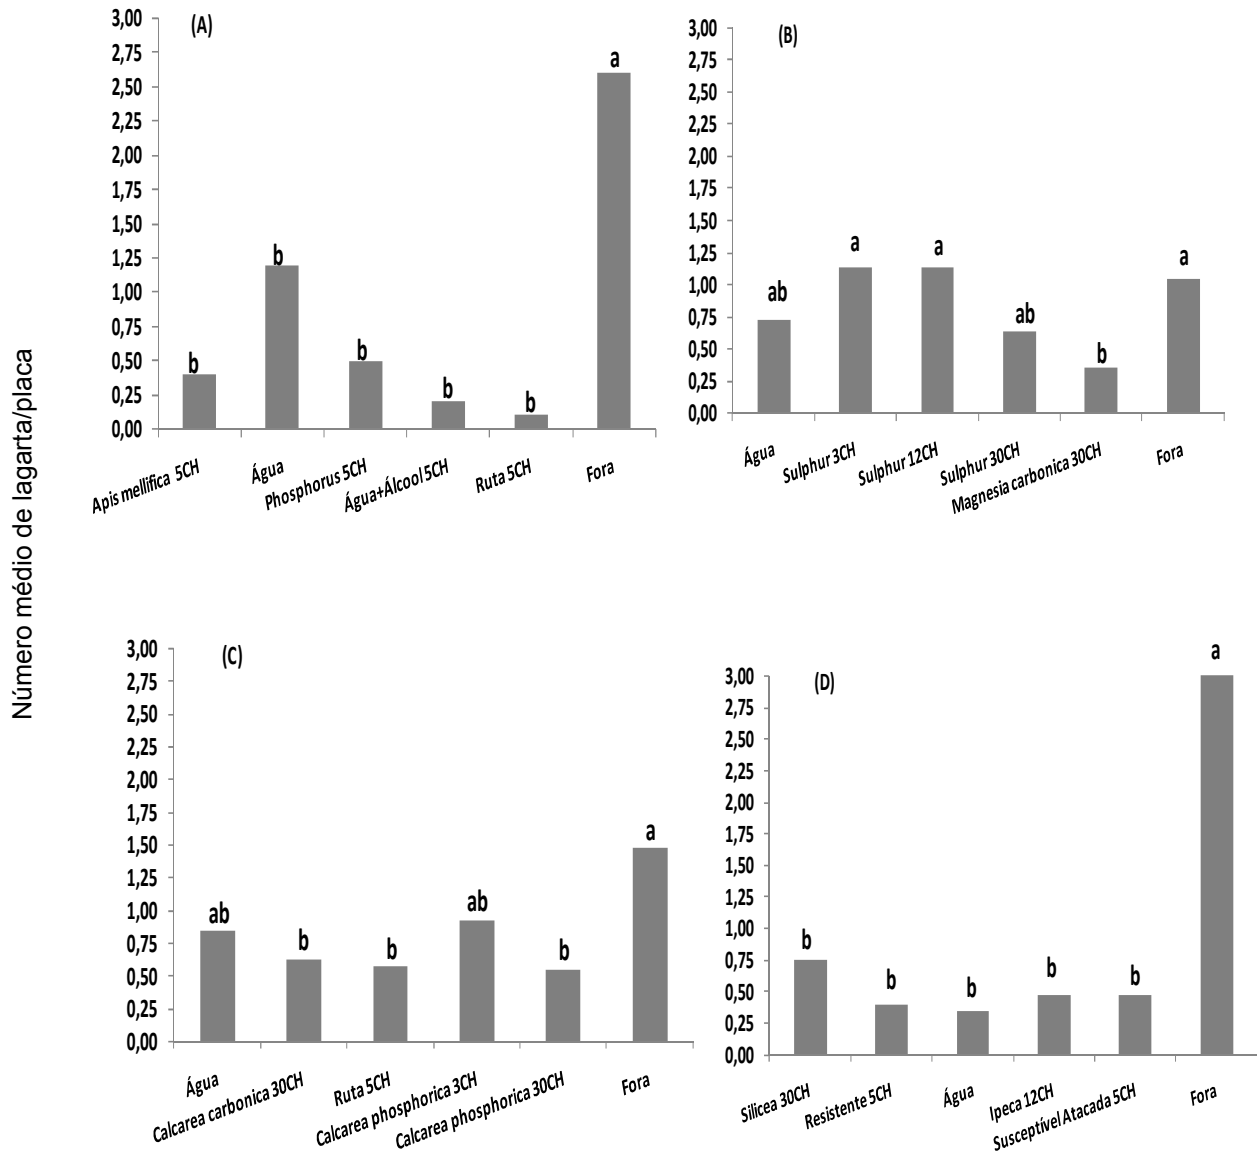 Número médio de lagarta/placa
(A)
3,00
2,75
2,50
2,25
2,00
1,75
1,50
1,25
1,00
0,75
0,50
0,25
0,00
b
b
b
b
b
a
Apis mellifica 5CH
Água
Phosphorus 5CH
Água+Álcool 5CH
Ruta 5CH
Fora
(B)
3,00
2,75
2,50
2,25
2,00
1,75
1,50
1,25
1,00
0,75
0,50
0,25
0,00
ab
a
a
ab
b
a
Água
Sulphur 3CH
Sulphur 12CH
Sulphur 30CH
Magnesia carbonica 30CH
Fora
(C)
3,00
2,75
2,50
2,25
2,00
1,75
1,50
1,25
1,00
0,75
0,50
0,25
0,00
ab
b
b
ab
b
a
Água
Calcarea carbonica 30CH
Ruta 5CH
Calcarea phosphorica 3CH
Calcarea phosphorica 30CH
Fora
(D)
3,00
2,75
2,50
2,25
2,00
1,75
1,50
1,25
1,00
0,75
0,50
0,25
0,00
b
b
b
b
b
a
Silicea 30CH
Resistente 5CH
Água
Ipeca 12CH
Susceptível Atacada 5CH
Fora